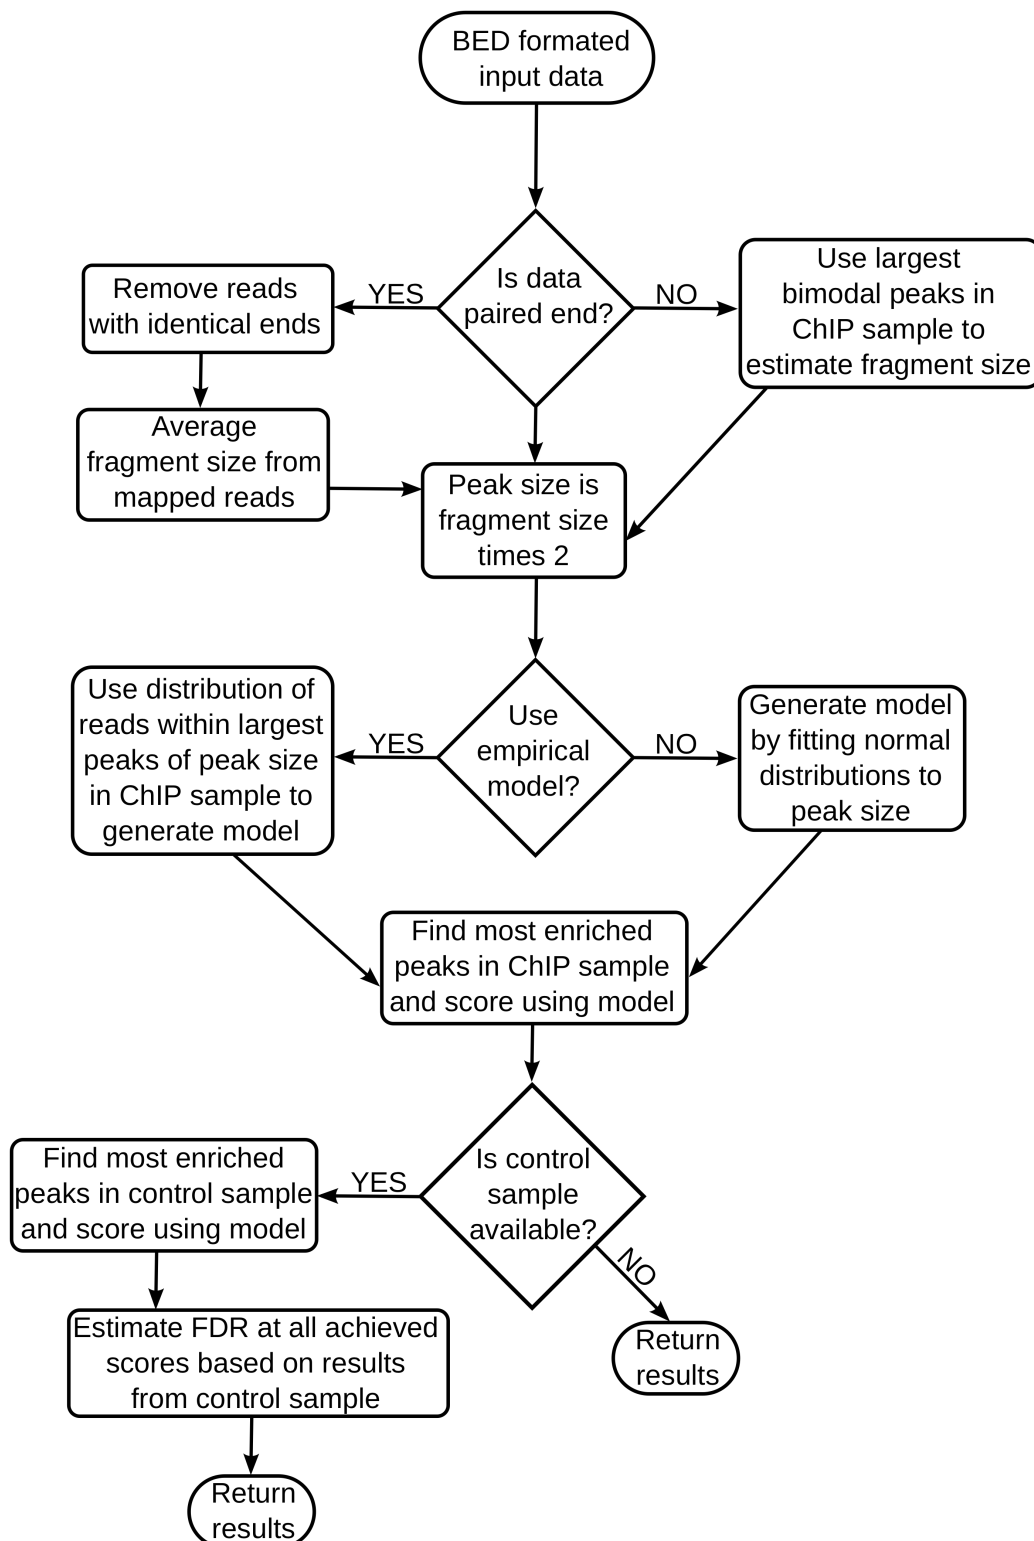 BED formated
input data
Is data
paired end?
YES
NO
Remove reads
with identical ends
Use largest
bimodal peaks in
ChIP sample to
estimate fragment size
Average
fragment size from
mapped reads
Peak size is
fragment size
times 2
Use
empirical
model?
YES
NO
Use distribution of
reads within largest
peaks of peak size
in ChIP sample to
generate model
Generate model
by fitting normal
distributions to
peak size
Find most enriched
peaks in ChIP sample
and score using model
Is control
sample
available?
YES
NO
Find most enriched
peaks in control sample
and score using model
Return
results
Estimate FDR at all achieved
scores based on results
from control sample
Return
results